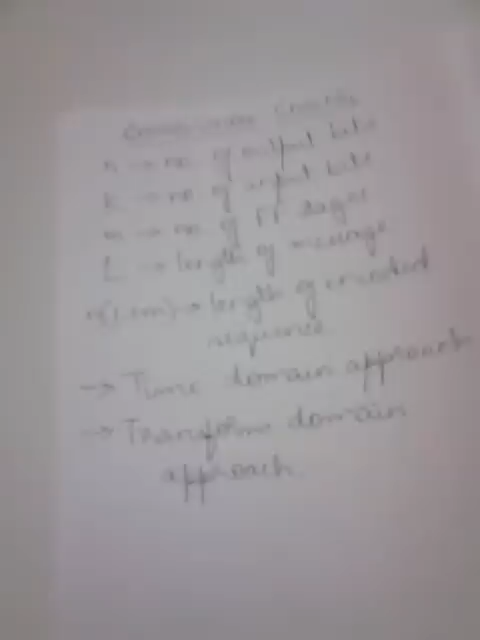 n → no. of output bits
k → no. of input bits
m → no. of FF stages
L → length of message
n(L+m) → length of encoded
sequence
→ Time domain approach
→ Transform domain
approach.